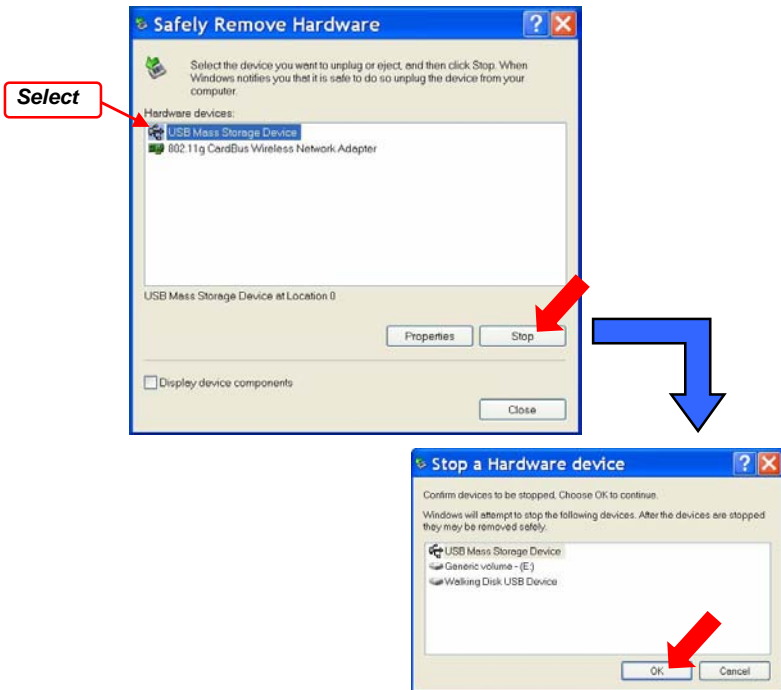 Safely Remove Hardware
Select the device you want to unplug or eject, and then click Stop. When
Windows notifies you that it is safe to do so unplug the device from your
computer.
Select
Hardware devices:
USB Mass Storage Device
802.11g CardBus Wireless Network Adapter
USB Mass Storage Device at Location 0
Properties
Stop
Display device components
Close
Stop a Hardware device
Confirm devices to be stopped, Choose OK to continue.
Windows will attempt to stop the following devices. After the devices are stopped
they may be removed safely.
USB Mass Storage Device
Generic volume - (E:)
Walking Disk USB Device
OK
Cancel